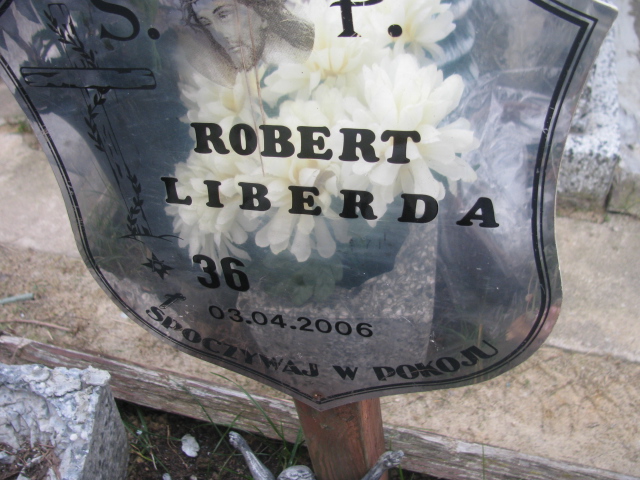 Ś. P.
ROBERT
LIBERDA
36
03.04.2006
SPOCZYWAJ W POKOJU